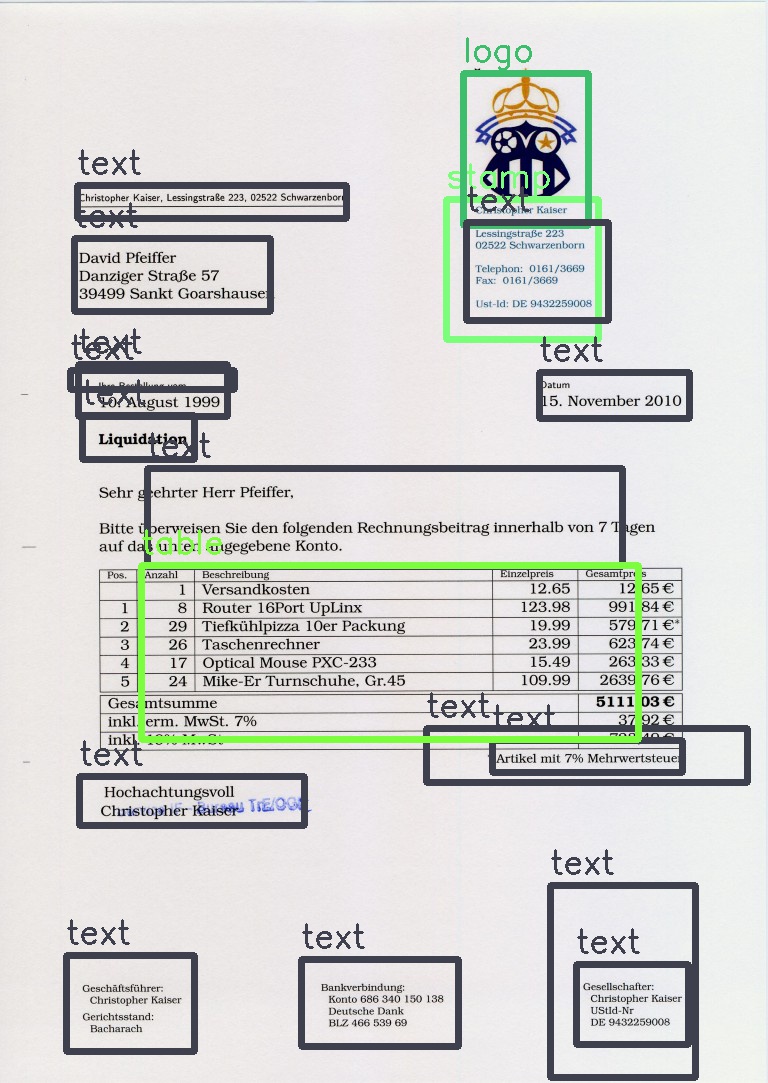 logo
text
Christopher Kaiser, Lessingstraße 223, 02522 Schwarzenborn
stamp
text
Christopher Kaiser
Lessingstraße 223
02522 Schwarzenborn
Telephon: 0161/3669
Fax: 0161/3669
Ust-Id: DE 9432259008
text
David Pfeiffer
Danziger Straße 57
39499 Sankt Goarshausen
text
text
Ihre Bestellung vom
text
10. August 1999
text
Datum
15. November 2010
Liquidation
text
Sehr geehrter Herr Pfeiffer,
Bitte überweisen Sie den folgenden Rechnungsbeitrag innerhalb von 7 Tagen
auf das unten angegebene Konto.
table
Pos. Anzahl Beschreibung Einzelpreis Gesamtpreis
1 Versandkosten 12.65 12.65 €
1 8 Router 16Port UpLinx 123.98 991.84 €
2 29 Tiefkühlpizza 10er Packung 19.99 579.71 €*
3 26 Taschenrechner 23.99 623.74 €
4 17 Optical Mouse PXC-233 15.49 263.33 €
5 24 Mike-Er Turnschuhe, Gr.45 109.99 2639.76 €
Gesamtsumme 5111.03 €
inkl.erm. MwSt. 7% 37.92 €
inkl. MwSt €
text
text
Artikel mit 7% Mehrwertsteuer
text
Hochachtungsvoll
Christopher Kaiser
text
Geschäftsführer:
Christopher Kaiser
Gerichtsstand:
Bacharach
text
Bankverbindung:
Konto 686 340 150 138
Deutsche Dank
BLZ 466 539 69
text
text
Gesellschafter:
Christopher Kaiser
UStId-Nr
DE 9432259008